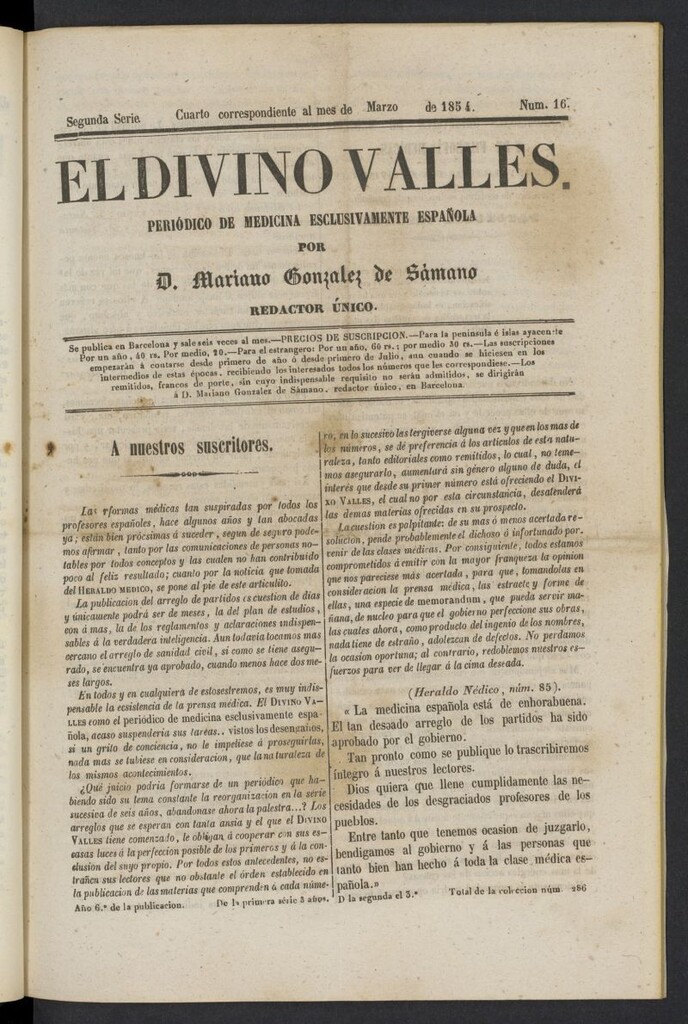 Segunda Serie Cuarto correspondiente al mes de Marzo de 1854. Num. 16.
EL DIVINO VALLES.
PERIÓDICO DE MEDICINA ESCLUSIVAMENTE ESPAÑOLA
POR
D. Mariano Gonzalez de Sámano
REDACTOR ÚNICO.
Se publica en Barcelona y sale seis veces al mes.—PRECIOS DE SUSCRIPCION.—Para la península é islas ayacente
Por un año, 40 rs. Por medio, 20.—Para el estrangero: Por un año, 60 rs.; por medio 30 rs.—Las suscripciones
empezarán á contarse desde primero de año ó desde primero de Julio, aun cuando se hiciesen en los
intermedios de estas épocas, recibiendo los interesados todos los números que les correspondiese.—Los
remitidos, francos de porte, sin cuyo indispensable requisito no serán admitidos, se dirigirán
á D. Mariano Gonzalez de Sámano. redactor único, en Barcelona.
A nuestros suscritores.
Las rformas médicas tan suspiradas por todos los
profesores españoles, hace algunos años y tan abocadas
ya; están bien prócsimas á suceder, segun de seguro pode-
mos afirmar, tanto por las comunicaciones de personas no-
tables por todos conceptos y las cualen no han contribuido
poco al feliz resultado; cuanto por la noticia que tomada
del HERALDO MEDICO, se pone al pie de este articulito.
La publicacion del arreglo de partidos es cuestion de dias
y únicamente podrá ser de meses, la del plan de estudios,
con á mas, la de los reglamentos y aclaraciones indispen-
sables á la verdadera inteligencia. Aun todavia tocamos mas
cercano el arreglo de sanidad civil, si como se tiene asegu-
rado, se encuentra ya aprobado, cuando menos hace dos me-
ses largos.
En todos y en cualquierá de estosestremos, es muy indis-
pensable la ecsistencia de la prensa médica. El DIVINO VA-
LLES como el periódico de medicina esclusivamente espa-
ñola, acaso suspenderia sus tareas.. vistos los desengaños,
si un grito de conciencia, no le impeliese á proseguirlas,
nada mas se tubiese en consideracion, que la naturaleza de
los mismos acontecimientos.
¿Qué juicio podria formarse de un periódico que ha-
biendo sido su tema constante la reorganizacion en la série
sucesiva de seis años, abandonase ahora la palestra...? Los
arreglos que se esperan con tanta ansia y el que el DIVINO
VALLES tiene comenzado, le obligan á cooperar con sus es-
casas luces á la perfeccion posible de los primeros y á la con-
clusion del suyo propio. Por todos estos antecedentes, no es-
trañen sus lectores que no obstante el órden establecido en
la publicacion de las materias que comprenden á cada núme-
ro, en lo sucesivo las tergiverse alguna vez y que en los mas de
los números, se dé preferencia á los articulos de esta natu-
raleza, tanto editoriales como remitidos, lo cual, no teme-
mos asegurarlo, aumentará sin género alguno de duda, el
interés que desde su primer número está ofreciendo el DIVI-
NO VALLES, el cual no por esta circunstancia, desatenderá
las demas materias ofrecidas en su prospecto.
La cuestion es palpitante: de su mas ó menos acertada re-
solucion, pende probablemente el dichoso ó infortunado por-
venir de las clases médicas. Por consiguiente, todos estamos
comprometidos á emitir con la mayor franqueza la opinion
que nos pareciese mas acertada, para que, tomandolas en
consideracion la prensa médica, las estracte y forme de
ellas, una especie de memorandum, que pueda servir ma-
ñana, de nucleo para que el gobierno perfeccione sus obras,
las cuales ahora, como producto del ingenio de los nombres,
nada tiene de estraño, adolezcan de defectos. No perdamos
la ocasion oportuna; al contrario, redoblemos nuestros es-
fuerzos para ver de llegar á la cima deseada.
(Heraldo Nédico, núm. 85).
« La medicina española está de enhorabuena.
El tan desado arreglo de los partidos ha sido
aprobado por el gobierno.
Tan pronto como se publique lo trascribiremos
integro á nuestros lectores.
Dios quiera que llene cumplidamente las ne-
cesidades de los desgraciados profesores de los
pueblos.
Entre tanto que tenemos ocasion de juzgarlo,
bendigamos al gobierno y á las personas que
tanto bien han hecho á toda la clase médica es-
pañola.»
Año 6.º de la publicacion. De la primera série 3 años. D la segunda el 3.º Total de la coleccion núm 286